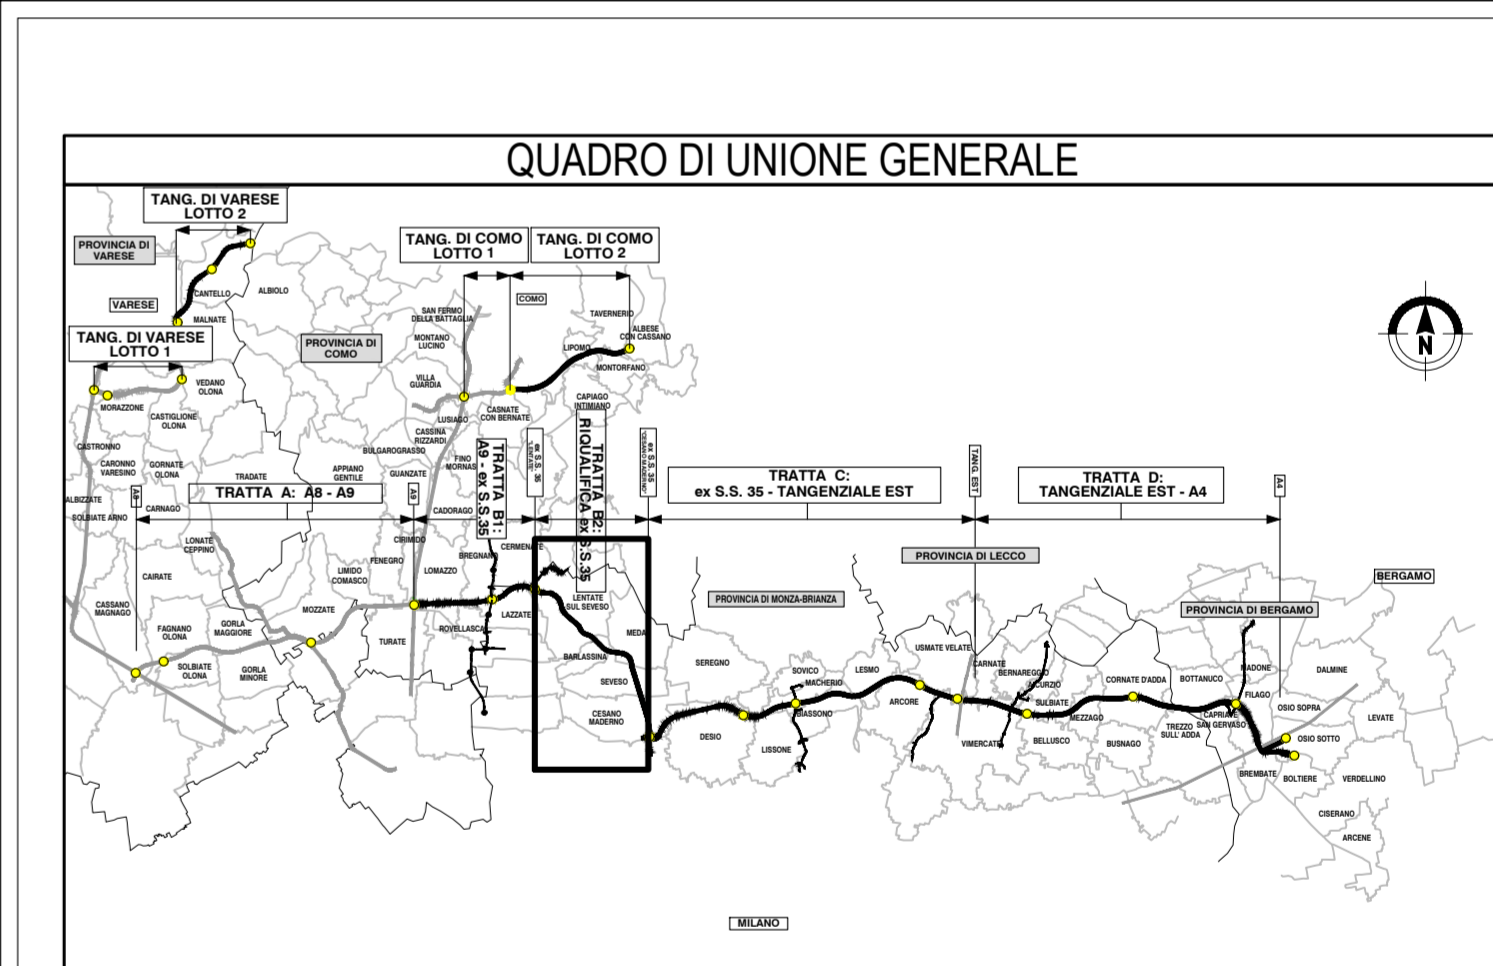 QUADRO DI UNIONE GENERALE
TANG. DI VARESE
LOTTO 2
PROVINCIA DI
VARESE
TANG. DI COMO
LOTTO 1
TANG. DI COMO
LOTTO 2
CANTELLO
ALBIOLO
VARESE
MALNATE
COMO
SAN FERMO
DELLA BATTAGLIA
TAVERNERIO
ALBESE
CON CASSANO
TANG. DI VARESE
LOTTO 1
PROVINCIA DI
COMO
MONTANO
LUCINO
LIPOMO
MONTORFANO
N
VEDANO
OLONA
VILLA
GUARDIA
MORAZZONE
CASTIGLIONE
OLONA
CAPIAGO
INTIMIANO
CASNATE
CON BERNATE
LUSIAGO
CASSINA
RIZZARDI
CASTRONNO
BULGAROGRASSO
CARONNO
VARESINO
GORNATE
OLONA
TRADATE
APPIANO
GENTILE
GUANZATE
FINO
MORNAS
TRATTA B1:
A9 - ex S.S.35
ex S.S. 35
"LENTATE"
TRATTA B2:
RIQUALIFICA ex S.S.35
ex S.S. 35
"CESANO MADERNO"
TRATTA C:
ex S.S. 35 - TANGENZIALE EST
TANG. EST
TRATTA D:
TANGENZIALE EST - A4
A4
ALBIZZATE
A8
TRATTA A: A8 - A9
A9
SOLBIATE ARNO
CARNAGO
CADORAGO
LONATE
CEPPINO
CIRIMIDO
CERMENATE
FENEGRO
BREGNANO
PROVINCIA DI LECCO
LIMIDO
COMASCO
LOMAZZO
CAIRATE
BERGAMO
CASSANO
MAGNAGO
MOZZATE
LAZZATE
LENTATE
SUL SEVESO
PROVINCIA DI MONZA-BRIANZA
PROVINCIA DI BERGAMO
FAGNANO
OLONA
GORLA
MAGGIORE
ROVELLASCA
MEDA
TURATE
USMATE VELATE
BARLASSINA
SEREGNO
SOVICO
LESMO
CARNATE
BERNAREGGIO
MADONE
DALMINE
SOLBIATE
OLONA
GORLA
MINORE
SEVESO
MACHERIO
CORNATE D'ADDA
BOTTANUCO
FILAGO
ARCORE
SULBIATE
OSIO SOPRA
CESANO
MADERNO
BIASSONO
MEZZAGO
CAPRIATE
SAN GERVASO
LEVATE
DESIO
LISSONE
VIMERCATE
BELLUSCO
BUSNAGO
TREZZO
SULL' ADDA
OSIO SOTTO
BREMBATE
BOLTIERE
VERDELLINO
CISERANO
ARCENE
MILANO